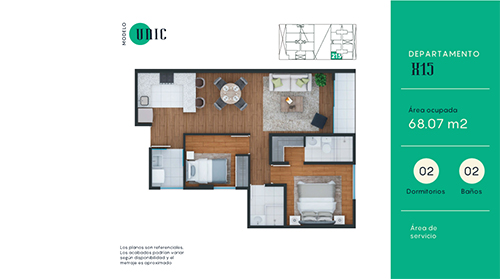 MODELO
UNIC
215
DEPARTAMENTO
X15
Área ocupada
68.07 m2
02
Dormitorios
02
Baños
Área de
servicio
Los planos son referenciales.
Los acabados podrían variar
según disponibilidad y el
metraje es aproximado